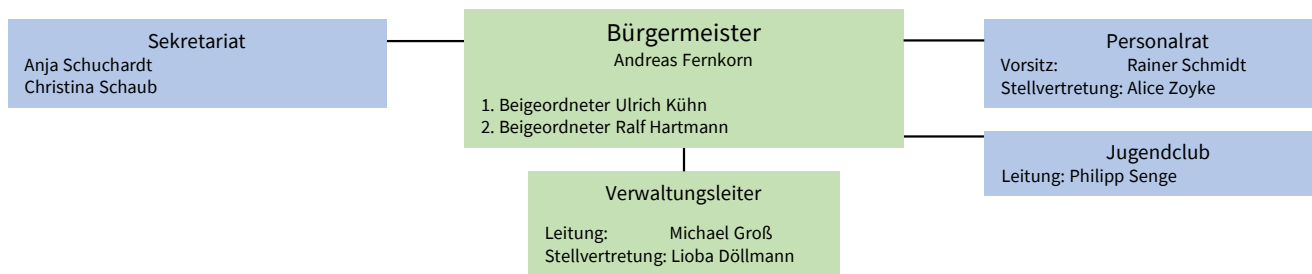 Sekretariat
Anja Schuchardt
Christina Schaub
Bürgermeister
Andreas Fernkorn
1. Beigeordneter Ulrich Kühn
2. Beigeordneter Ralf Hartmann
Personalrat
Vorsitz: Rainer Schmidt
Stellvertretung: Alice Zoyke
Jugendclub
Leitung: Philipp Senge
Verwaltungsleiter
Leitung: Michael Groß
Stellvertretung: Lioba Döllmann